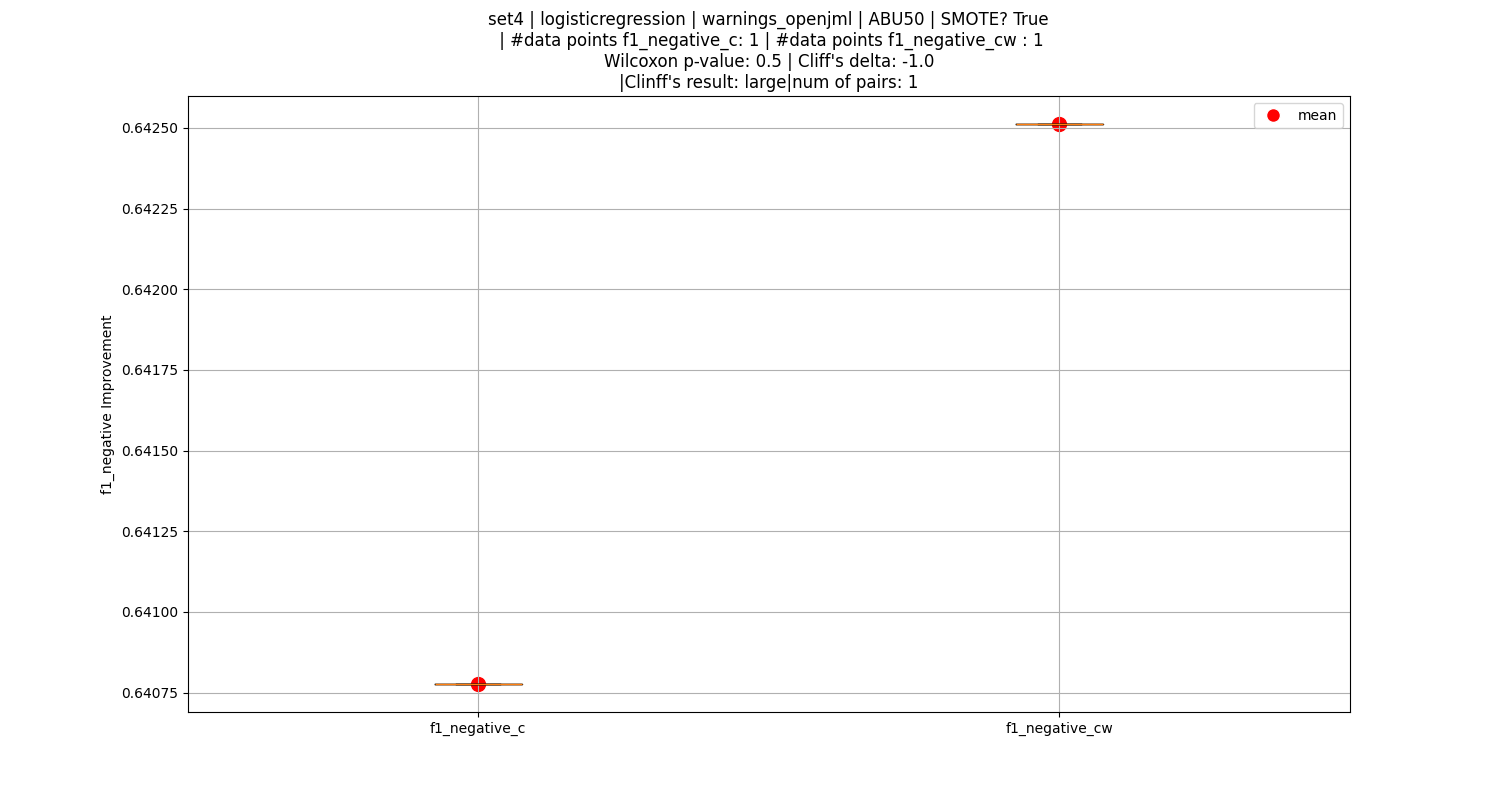 set4 | logisticregression | warnings_openjml | ABU50 | SMOTE? True
| #data points f1_negative_c: 1 | #data points f1_negative_cw : 1
Wilcoxon p-value: 0.5 | Cliff's delta: -1.0
|Clinff's result: large|num of pairs: 1
mean
0.64250
0.64225
0.64200
0.64175
0.64150
0.64125
0.64100
0.64075
f1_negative Improvement
f1_negative_c
f1_negative_cw